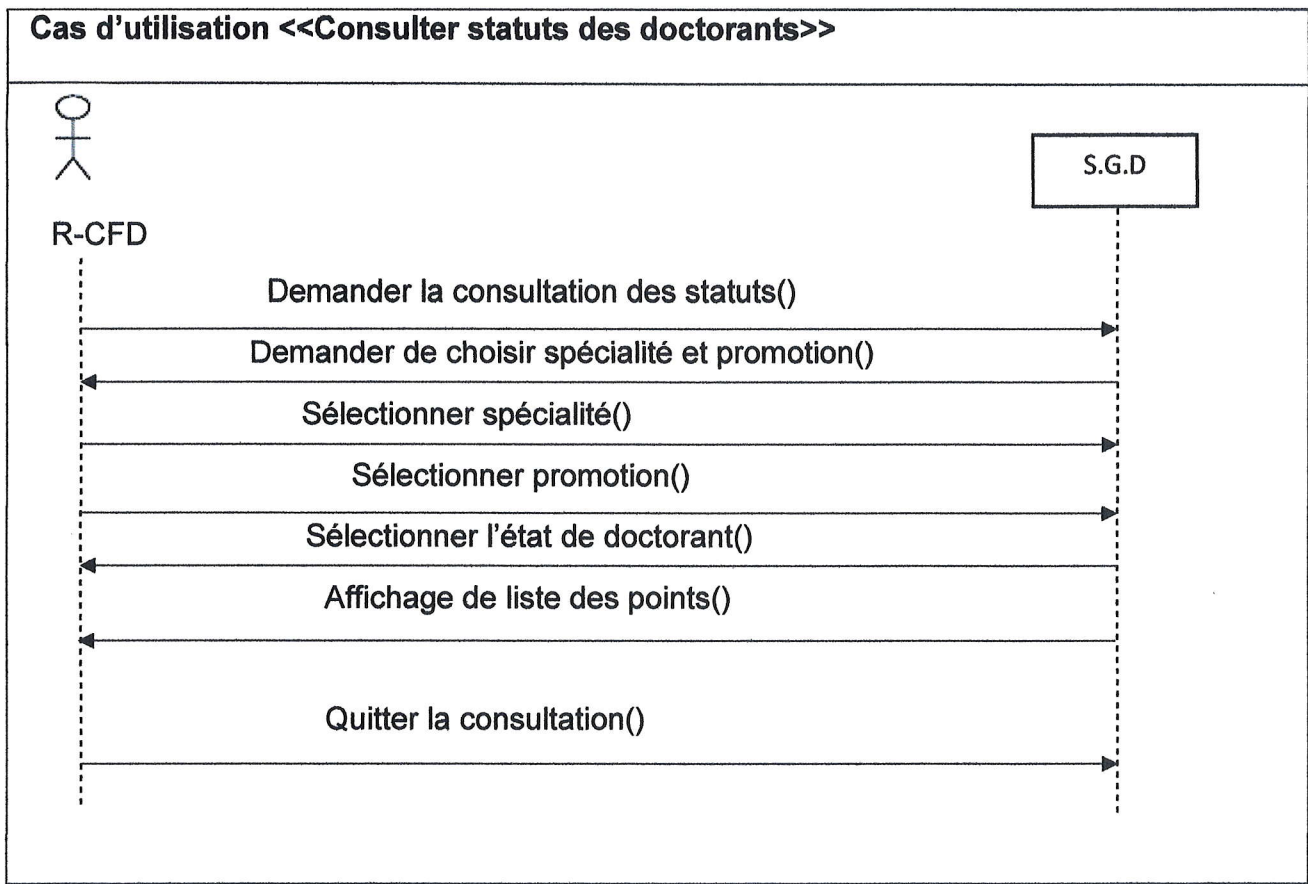 Cas d'utilisation <<Consulter statuts des doctorants>>
S.G.D
R-CFD
Demander la consultation des statuts()
Demander de choisir spécialité et promotion()
Sélectionner spécialité()
Sélectionner promotion()
Sélectionner l'état de doctorant()
Affichage de liste des points()
Quitter la consultation()